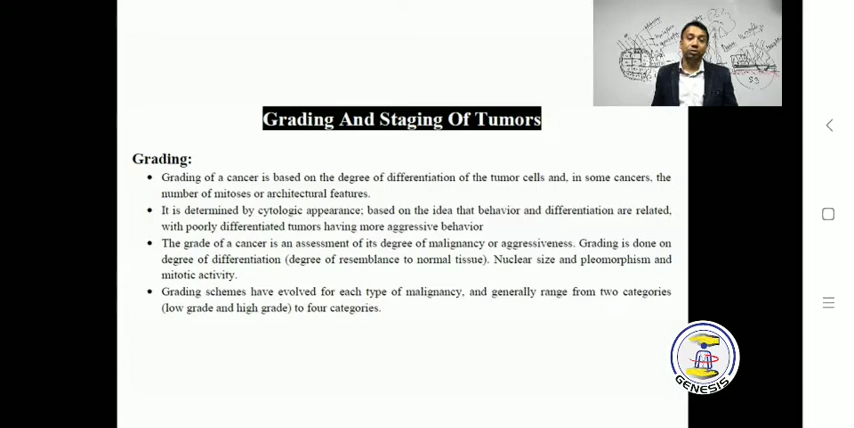 Grading And Staging Of Tumors
Grading:
• Grading of a cancer is based on the degree of differentiation of the tumor cells and, in some cancers, the
number of mitoses or architectural features.
• It is determined by cytologic appearance; based on the idea that behavior and differentiation are related,
with poorly differentiated tumors having more aggressive behavior
• The grade of a cancer is an assessment of its degree of malignancy or aggressiveness. Grading is done on
degree of differentiation (degree of resemblance to normal tissue). Nuclear size and pleomorphism and
mitotic activity.
• Grading schemes have evolved for each type of malignancy, and generally range from two categories
(low grade and high grade) to four categories.
GENESIS